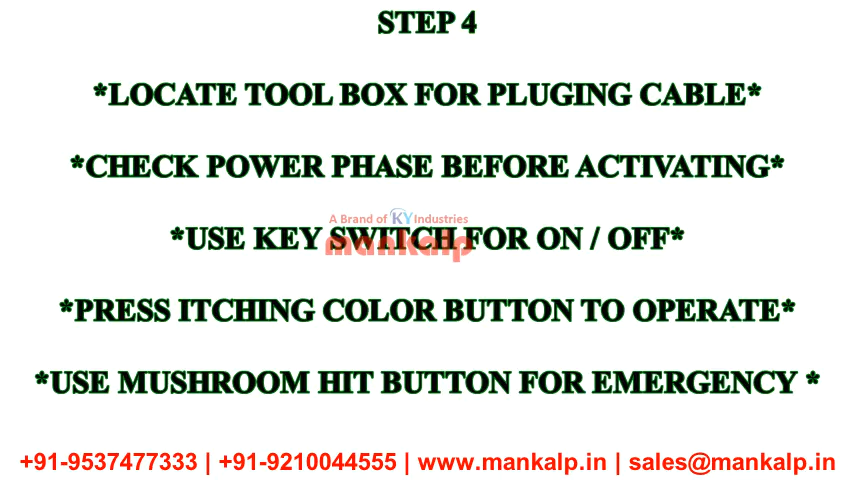 STEP 4
*LOCATE TOOL BOX FOR PLUGING CABLE*
*CHECK POWER PHASE BEFORE ACTIVATING*
A Brand of KY Industries
*USE KEY SWITCH FOR ON / OFF*
mankalp
*PRESS ITCHING COLOR BUTTON TO OPERATE*
*USE MUSHROOM HIT BUTTON FOR EMERGENCY *
+91-9537477333 | +91-9210044555 | www.mankalp.in | sales@mankalp.in